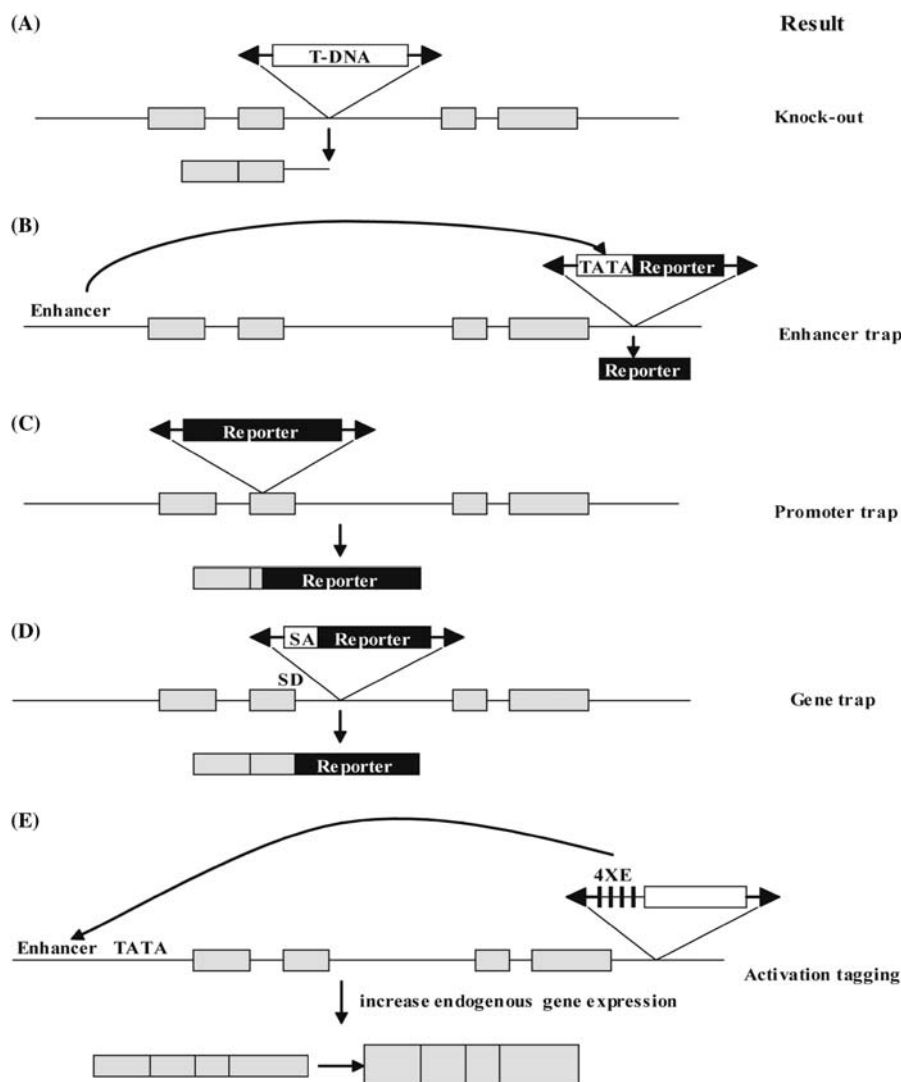 (A)
Result
T-DNA
Knock-out
(B)
TATA Reporter
Enhancer
Enhancer trap
Reporter
(C)
Reporter
Promoter trap
Reporter
(D)
SA Reporter
SD
Gene trap
Reporter
(E)
4XE
Enhancer TATA
Activation tagging
increase endogenous gene expression